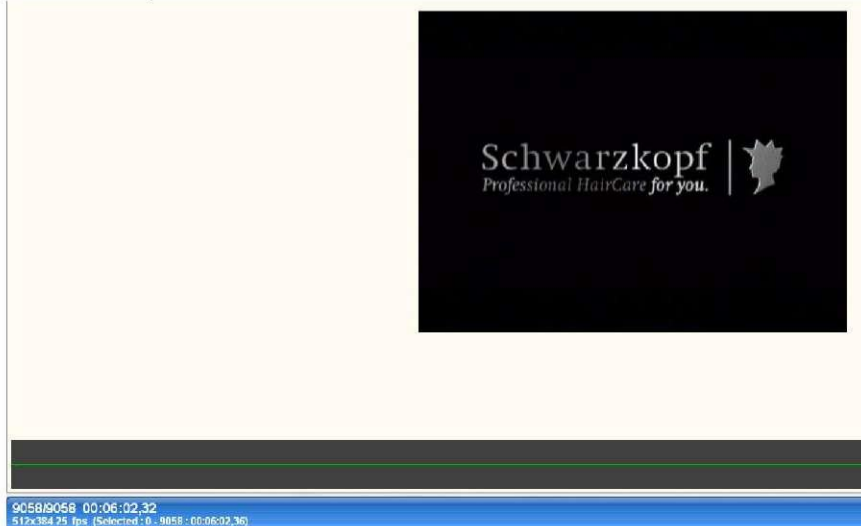 Schwarzkopf
Professional HairCare for you.
9058/9058 00:06:02,32
512x384 25 fps (Selected : 0 - 9058 : 00:06:02,36)